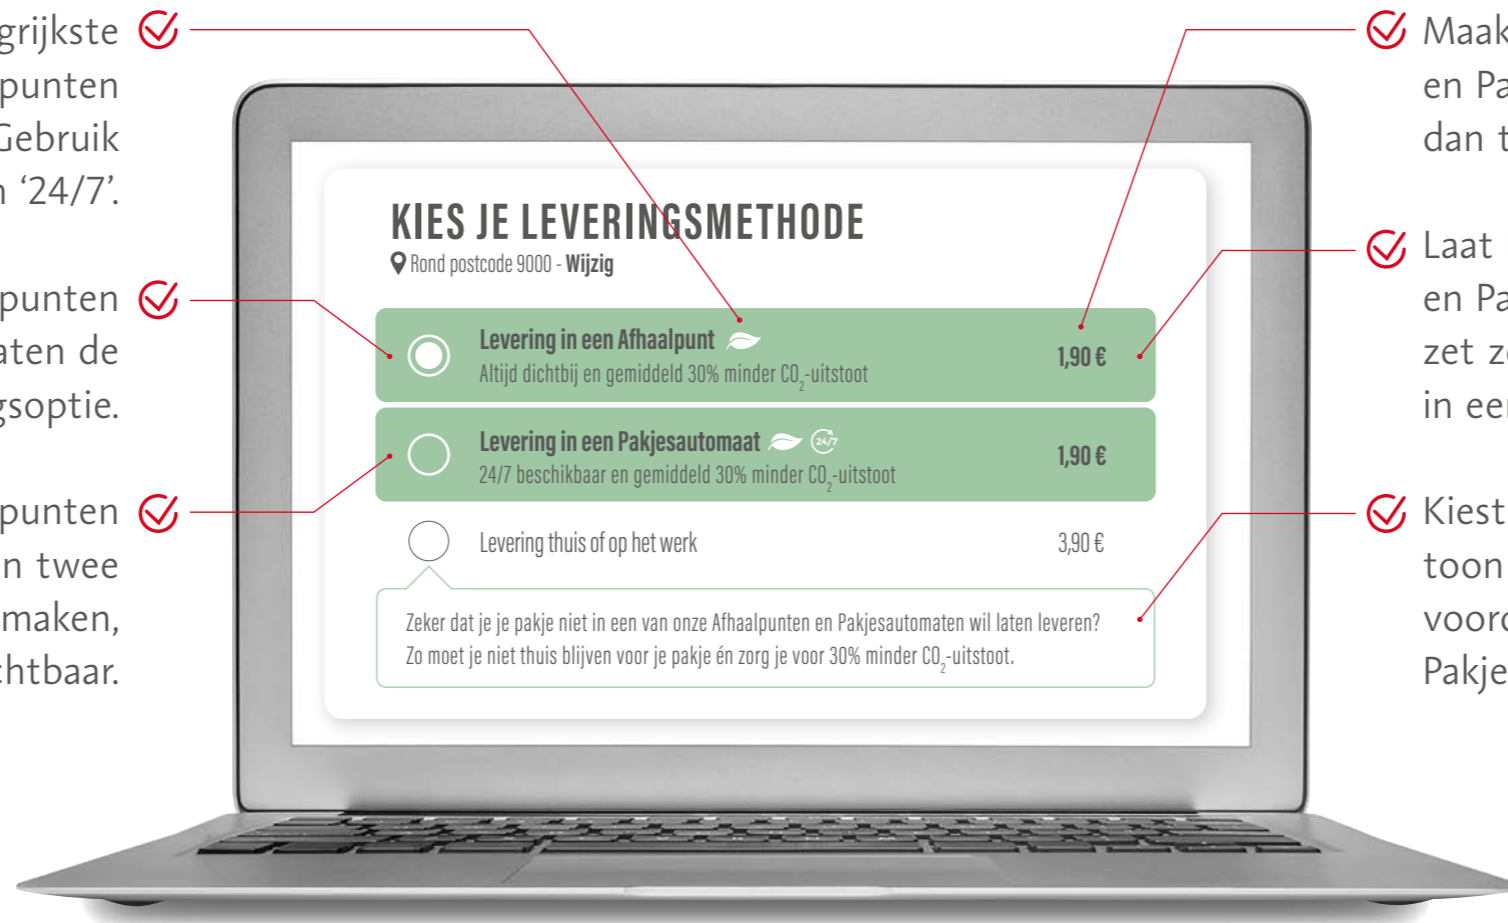 grijkste
punten
Gebruik
‘24/7’.
punten
aten de
gsoptie.
punten
n twee
maken,
chtbaar.
KIES JE LEVERINGSMETHODE
Rond postcode 9000 - Wijzig
Levering in een Afhaalpunt
Altijd dichtbij en gemiddeld 30% minder CO₂-uitstoot
1,90 €
Levering in een Pakjesautomaat 24/7
24/7 beschikbaar en gemiddeld 30% minder CO₂-uitstoot
1,90 €
Levering thuis of op het werk
3,90 €
Zeker dat je je pakje niet in een van onze Afhaalpunten en Pakjesautomaten wil laten leveren?
Zo moet je niet thuis blijven voor je pakje én zorg je voor 30% minder CO₂-uitstoot.
Maak
en Pa
dan t
Laat
en Pa
zet z
in ee
Kiest
toon
voor
Pakje